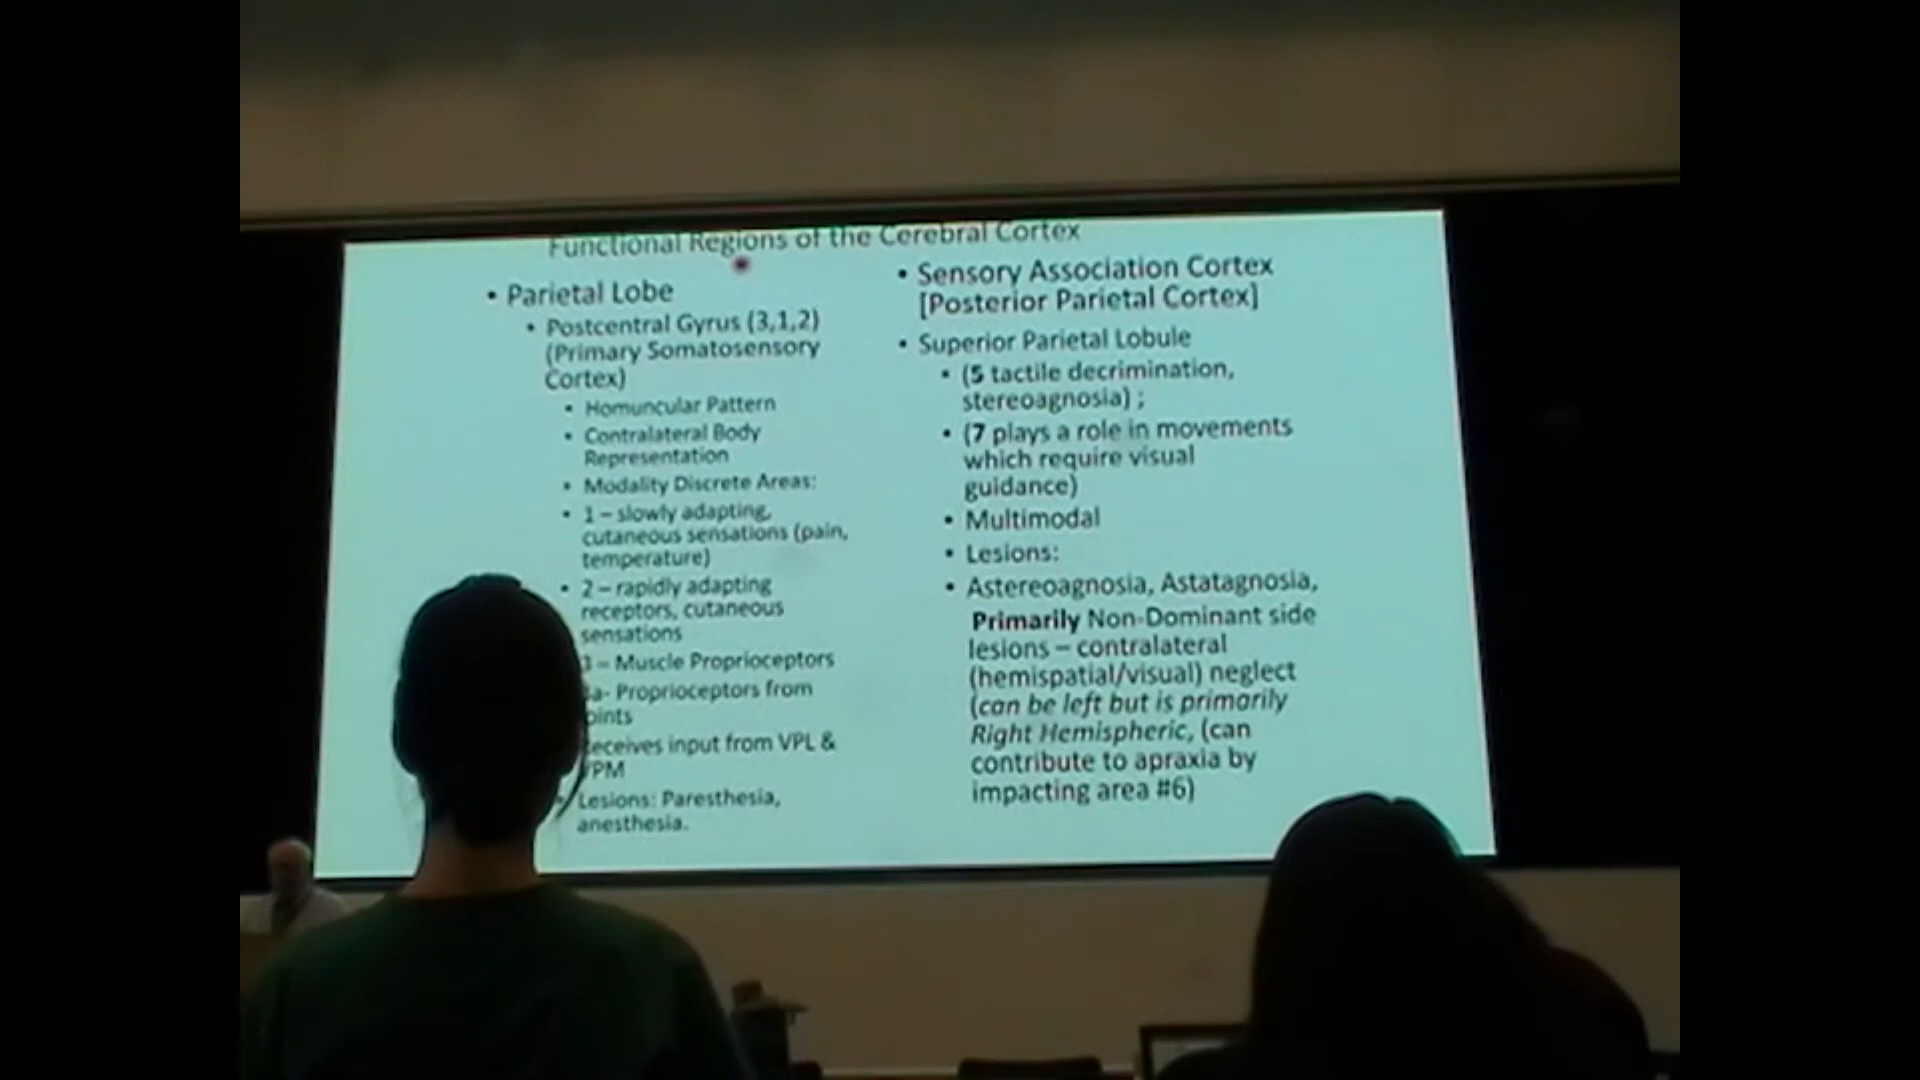 Functional Regions of the Cerebral Cortex
• Parietal Lobe
• Postcentral Gyrus (3,1,2)
(Primary Somatosensory
Cortex)
• Homuncular Pattern
• Contralateral Body
Representation
• Modality Discrete Areas:
• 1 – slowly adapting,
cutaneous sensations (pain,
temperature)
• 2 – rapidly adapting
receptors, cutaneous
sensations
3 – Muscle Proprioceptors
3a- Proprioceptors from
oints
eceives input from VPL &
VPM
• Lesions: Paresthesia,
anesthesia.
• Sensory Association Cortex
[Posterior Parietal Cortex]
• Superior Parietal Lobule
• (5 tactile decrimination,
stereoagnosia) ;
• (7 plays a role in movements
which require visual
guidance)
• Multimodal
• Lesions:
• Astereoagnosia, Astatagnosia,
Primarily Non-Dominant side
lesions – contralateral
(hemispatial/visual) neglect
(can be left but is primarily
Right Hemispheric, (can
contribute to apraxia by
impacting area #6)